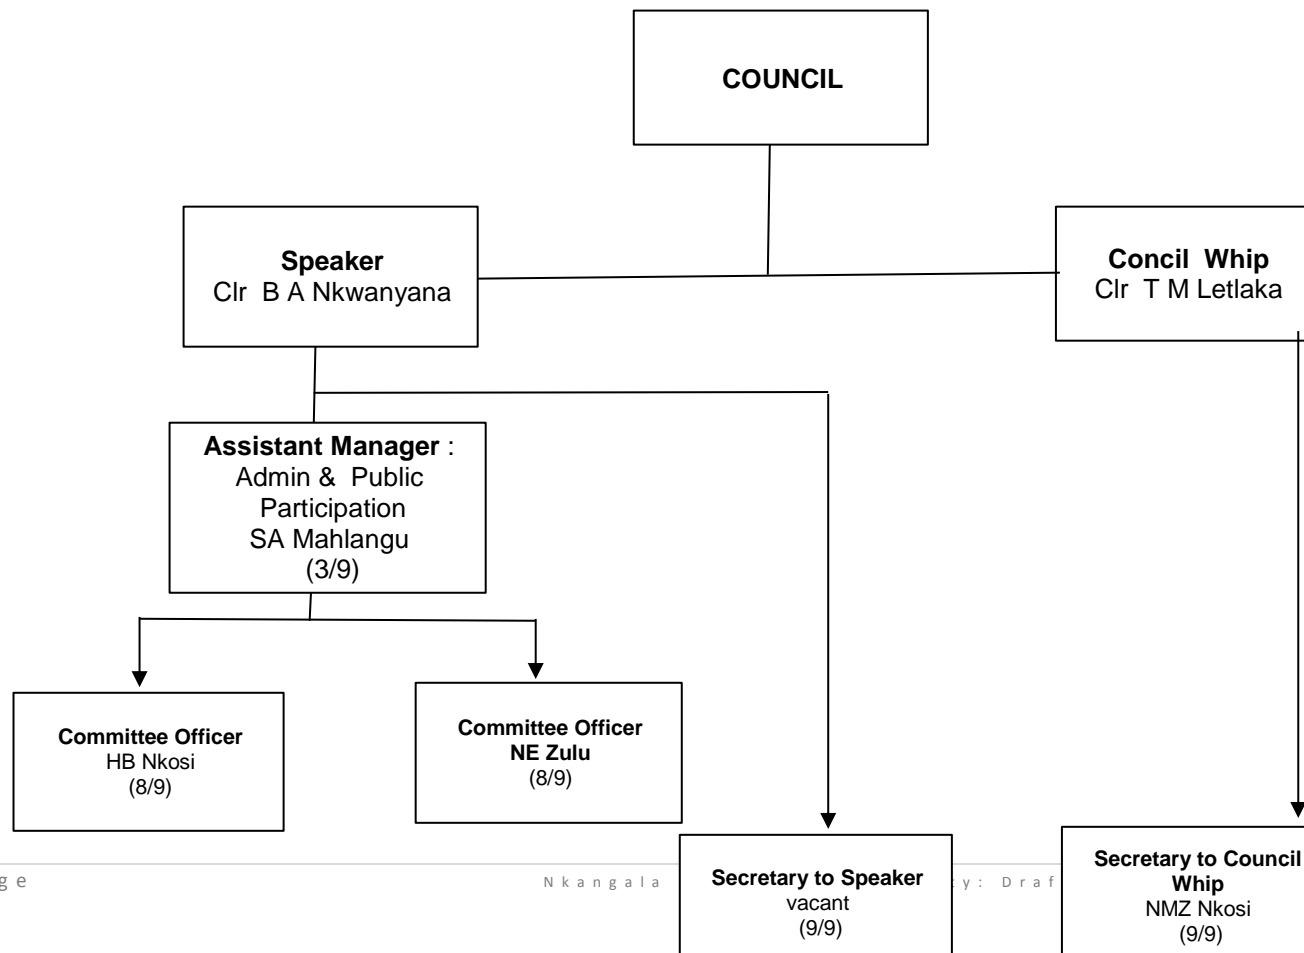 COUNCIL
Speaker
Clr B A Nkwanyana
Concil Whip
Clr T M Letlaka
Assistant Manager :
Admin & Public
Participation
SA Mahlangu
(3/9)
Committee Officer
HB Nkosi
(8/9)
Committee Officer
NE Zulu
(8/9)
Secretary to Speaker
vacant
(9/9)
Secretary to Council
Whip
NMZ Nkosi
(9/9)
Nkangala